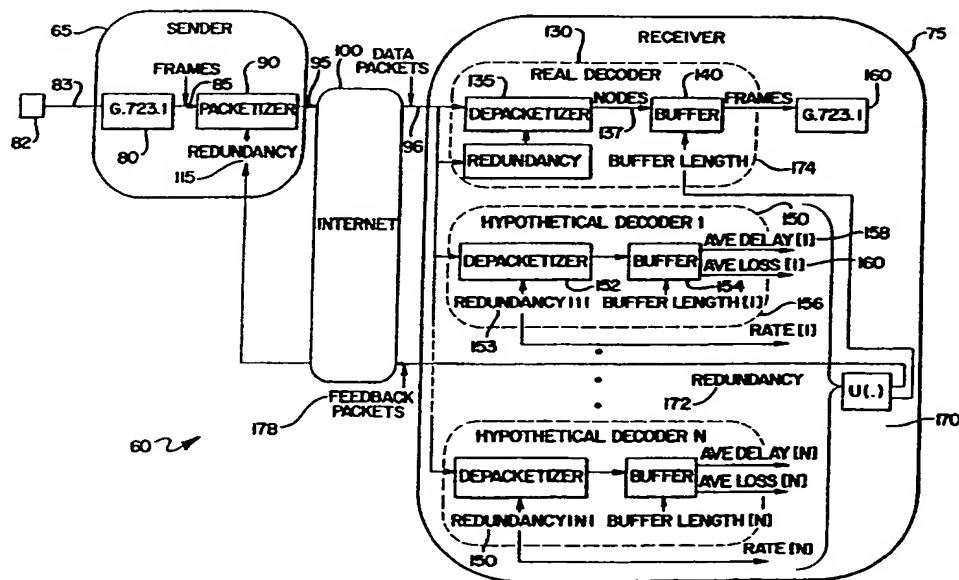 65
SENDER
83
FRAMES
90
85
G.723.1
PACKETIZER
82
80
REDUNDANCY
115
95
100
INTERNET
DATA
PACKETS
96
RECEIVER
75
130
REAL DECODER
135
140
160
DEPACKETIZER
NODES
BUFFER
FRAMES
G.723.1
137
REDUNDANCY
BUFFER LENGTH
174
HYPOTHETICAL DECODER 1
150
AVE DELAY [1]
158
AVE LOSS [1]
160
DEPACKETIZER
BUFFER
152
154
REDUNDANCY [1]
BUFFER LENGTH [1]
156
153
RATE [1]
REDUNDANCY
172
U(.)
170
178
FEEDBACK
PACKETS
60
HYPOTHETICAL DECODER N
AVE DELAY [N]
DEPACKETIZER
BUFFER
AVE LOSS [N]
REDUNDANCY [N]
BUFFER LENGTH [N]
150
RATE [N]